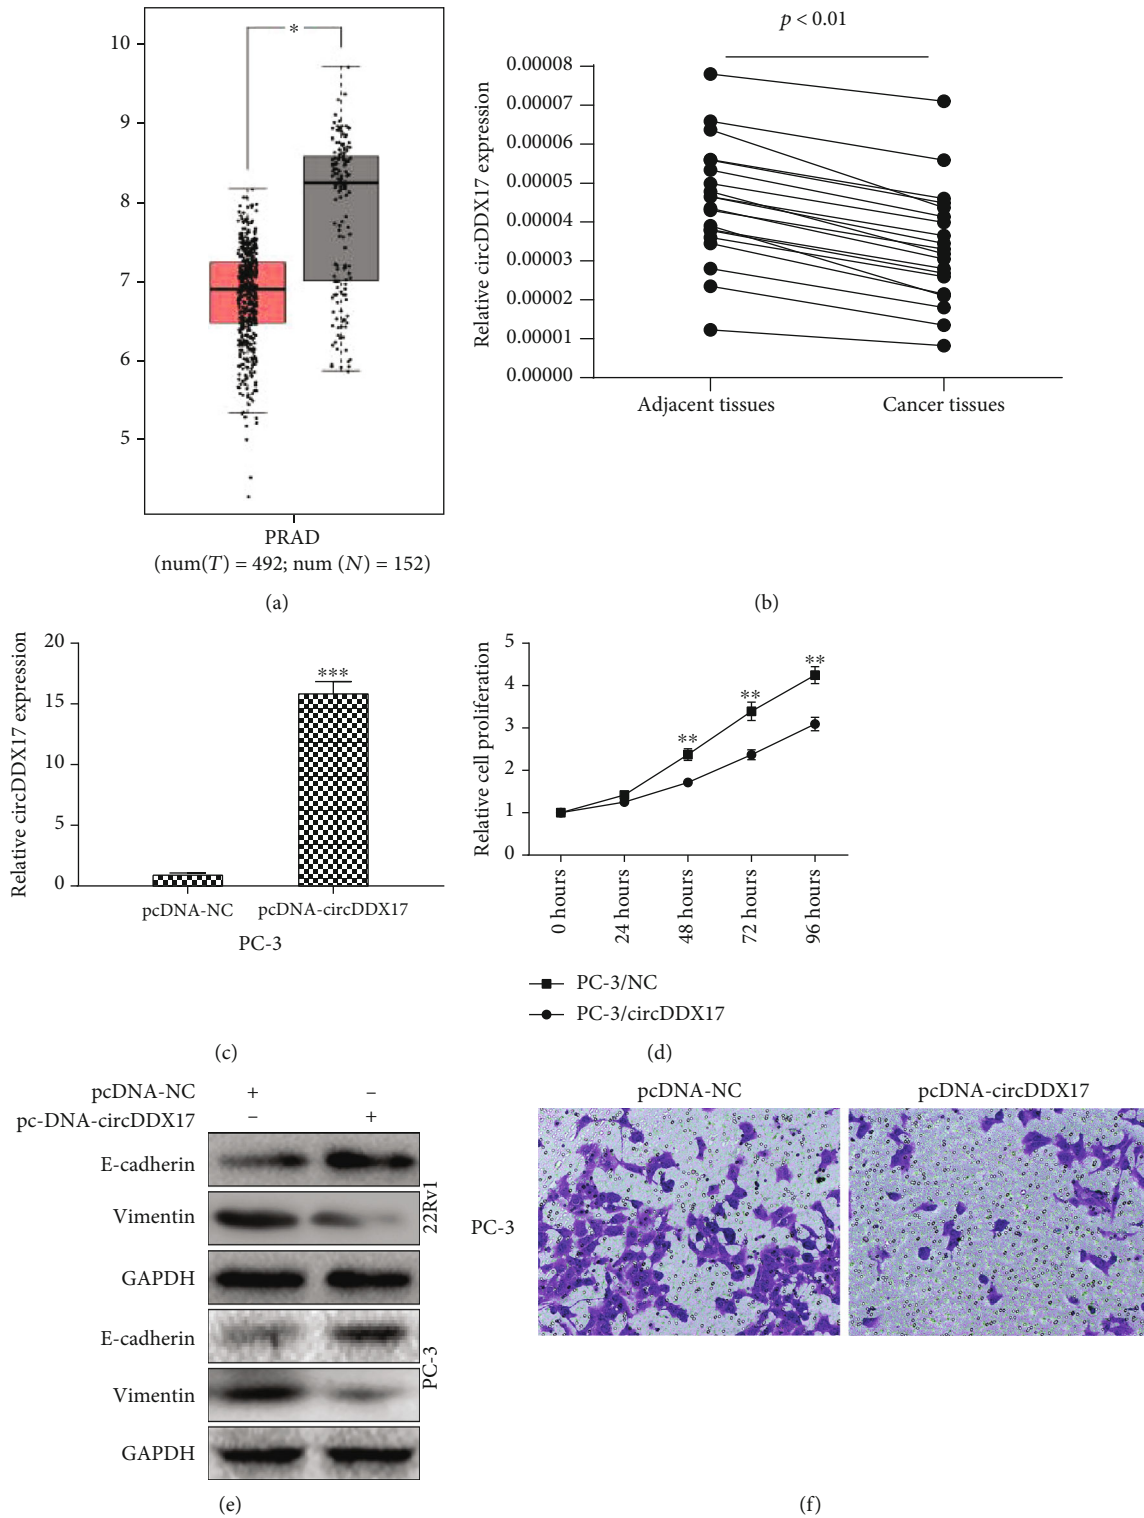 *
10
9
8
7
6
5
PRAD
(num(T) = 492; num (N) = 152)
(a)
p < 0.01
Relative circDDX17 expression
0.00008
0.00007
0.00006
0.00005
0.00004
0.00003
0.00002
0.00001
0.00000
Adjacent tissues
Cancer tissues
(b)
Relative circDDX17 expression
20
15
10
5
0
***
pcDNA-NC
pcDNA-circDDX17
PC-3
(c)
Relative cell proliferation
5
4
3
2
1
0
**
**
**
0 hours
24 hours
48 hours
72 hours
96 hours
PC-3/NC
PC-3/circDDX17
(d)
pcDNA-NC + –
pc-DNA-circDDX17 – +
E-cadherin
Vimentin
GAPDH
22Rv1
E-cadherin
Vimentin
GAPDH
PC-3
(e)
pcDNA-NC
pcDNA-circDDX17
PC-3
(f)